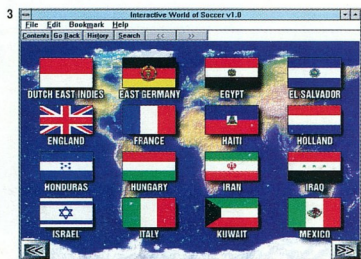 3
Interactive World of Soccer v1.0
File Edit Bookmark Help
Contents Go Back History Search << >>
DUTCH EAST INDIES EAST GERMANY EGYPT EL SALVADOR
ENGLAND FRANCE HAITI HOLLAND
HONDURAS HUNGARY IRAN IRAQ
ISRAEL ITALY KUWAIT MEXICO